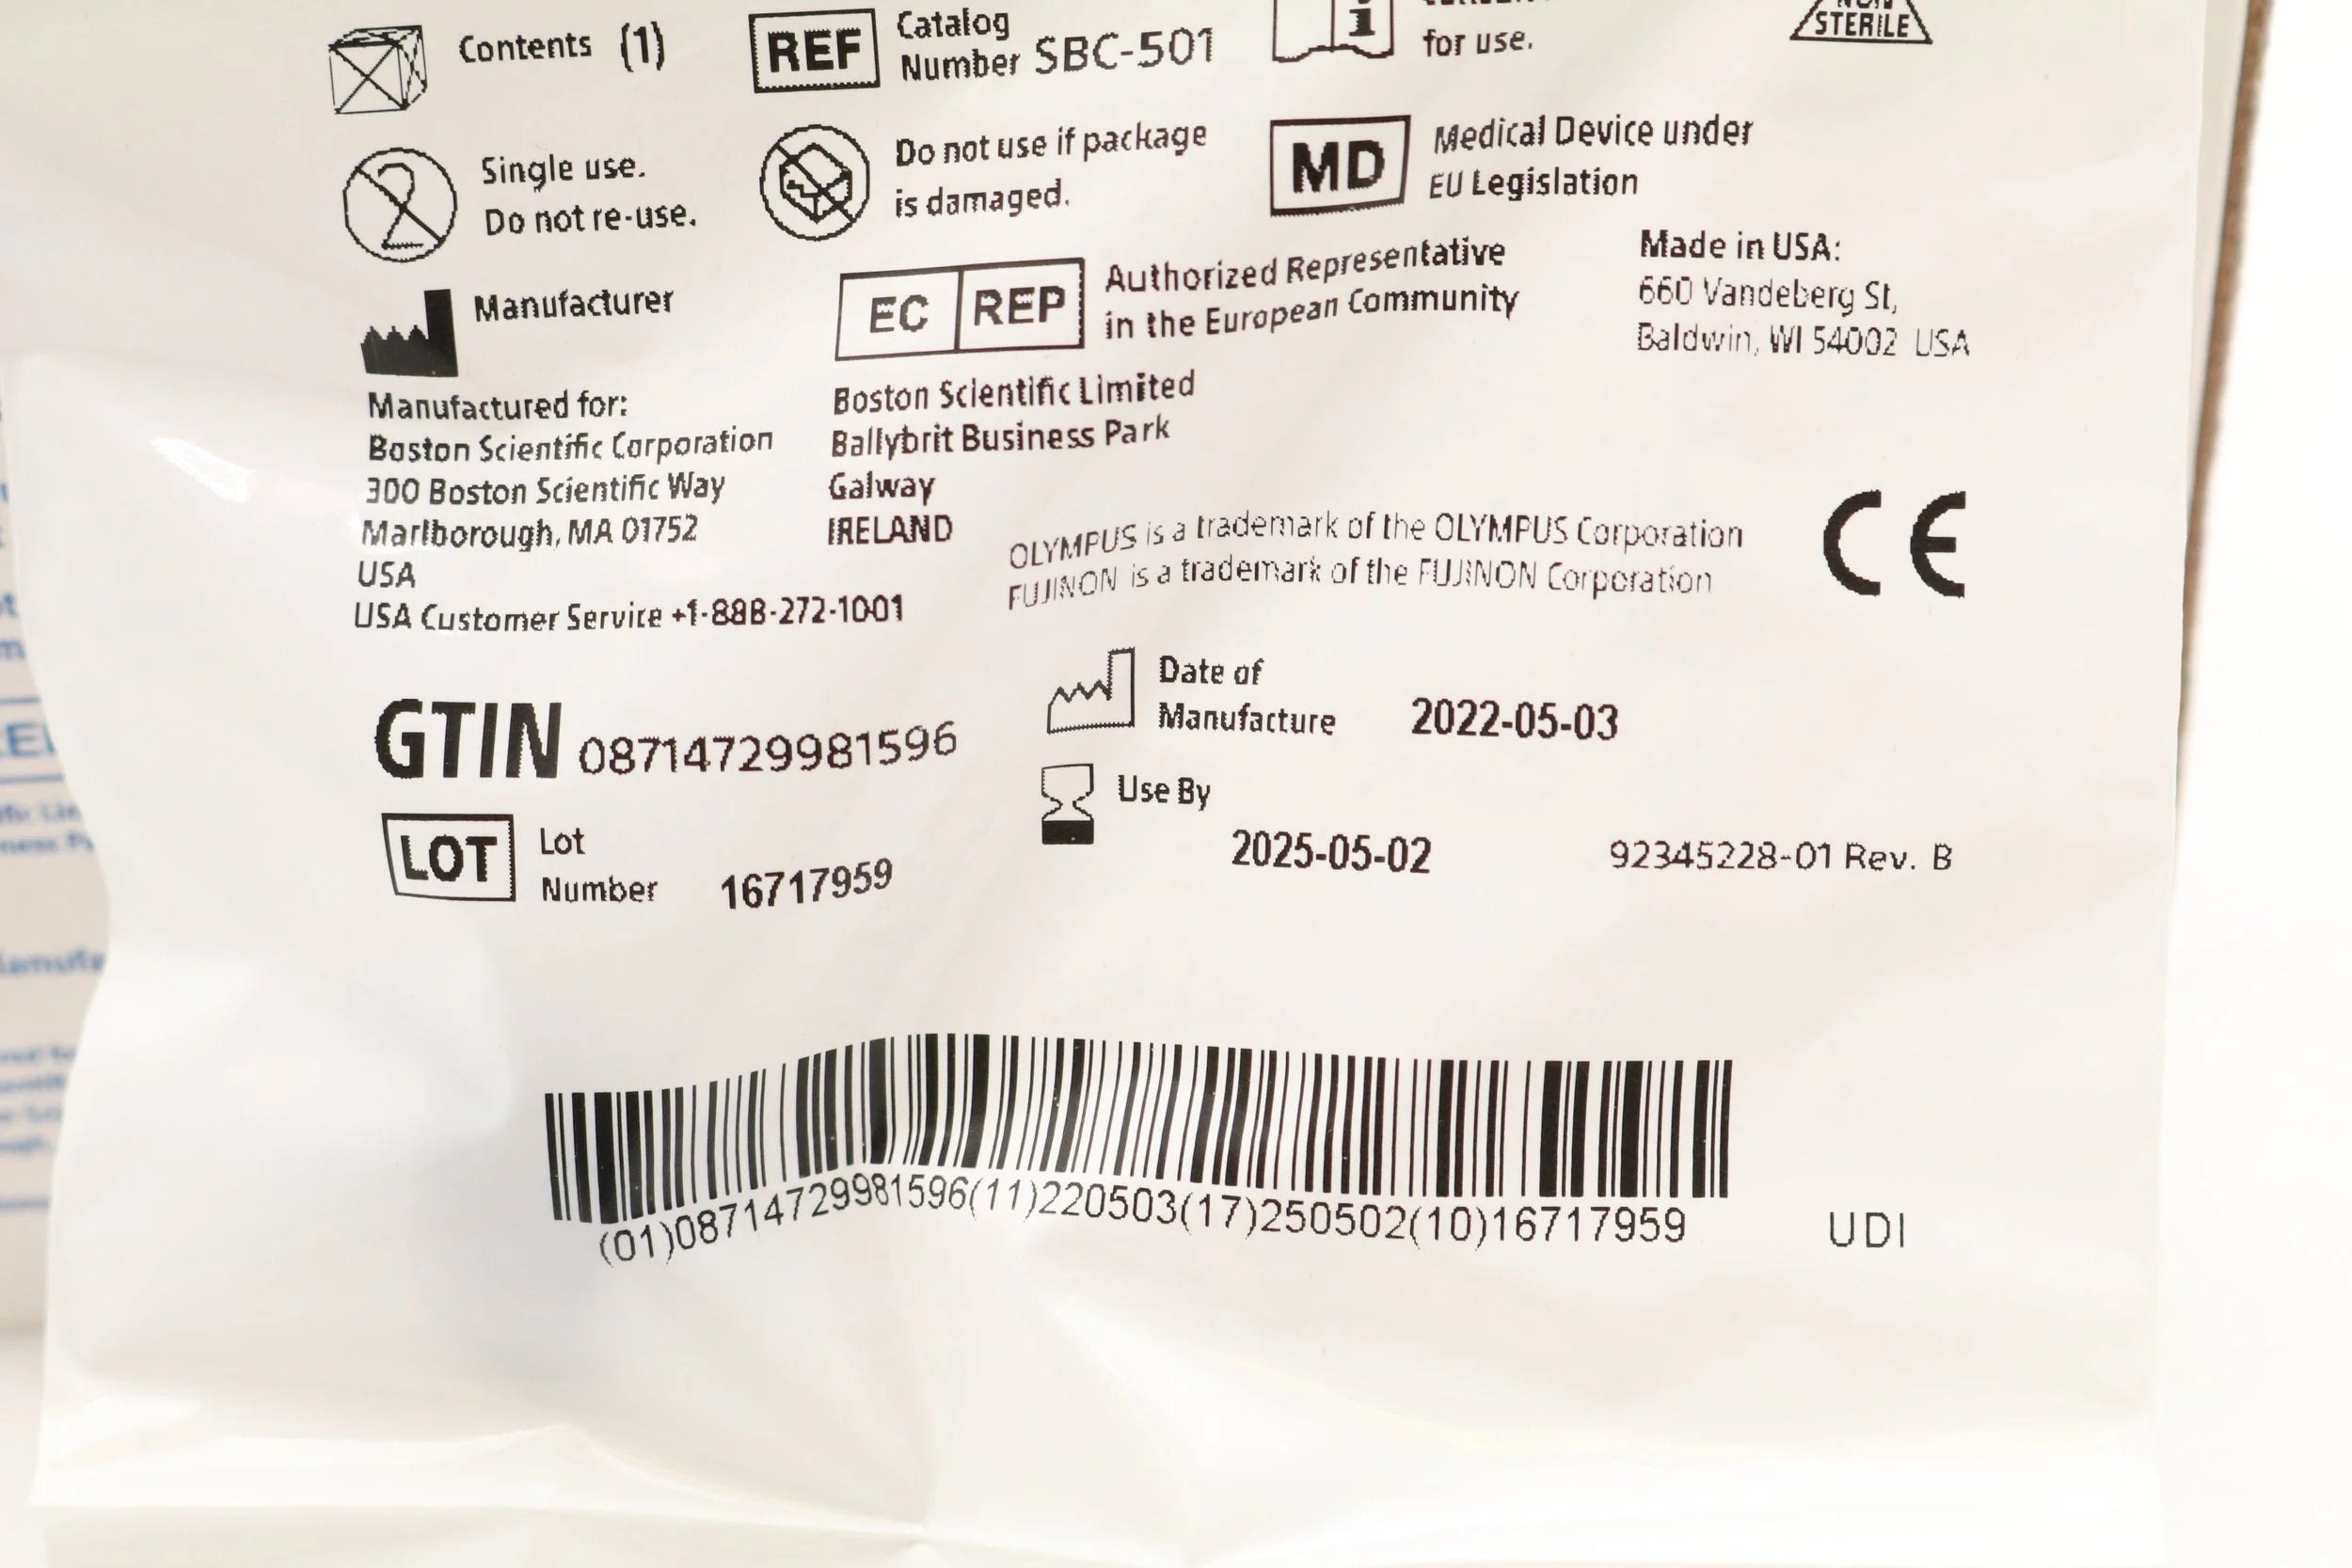 Contents (1)
REF Catalog Number SBC-501
for use.
STERILE
Single use.
Do not re-use.
Do not use if package
is damaged.
MD Medical Device under
EU Legislation
Manufacturer
EC REP Authorized Representative
in the European Community
Made in USA:
660 Vandeberg St,
Baldwin, WI 54002 USA
Manufactured for:
Boston Scientific Corporation
300 Boston Scientific Way
Marlborough, MA 01752
USA
USA Customer Service +1-888-272-1001
Boston Scientific Limited
Ballybrit Business Park
Galway
IRELAND
OLYMPUS is a trademark of the OLYMPUS Corporation
FUJINON is a trademark of the FUJINON Corporation
CE
GTIN 08714729981596
Date of
Manufacture 2022-05-03
Use By
2025-05-02
LOT Lot
Number 16717959
92345228-01 Rev. B
(01)08714729981596(11)220503(17)250502(10)16717959
UDI